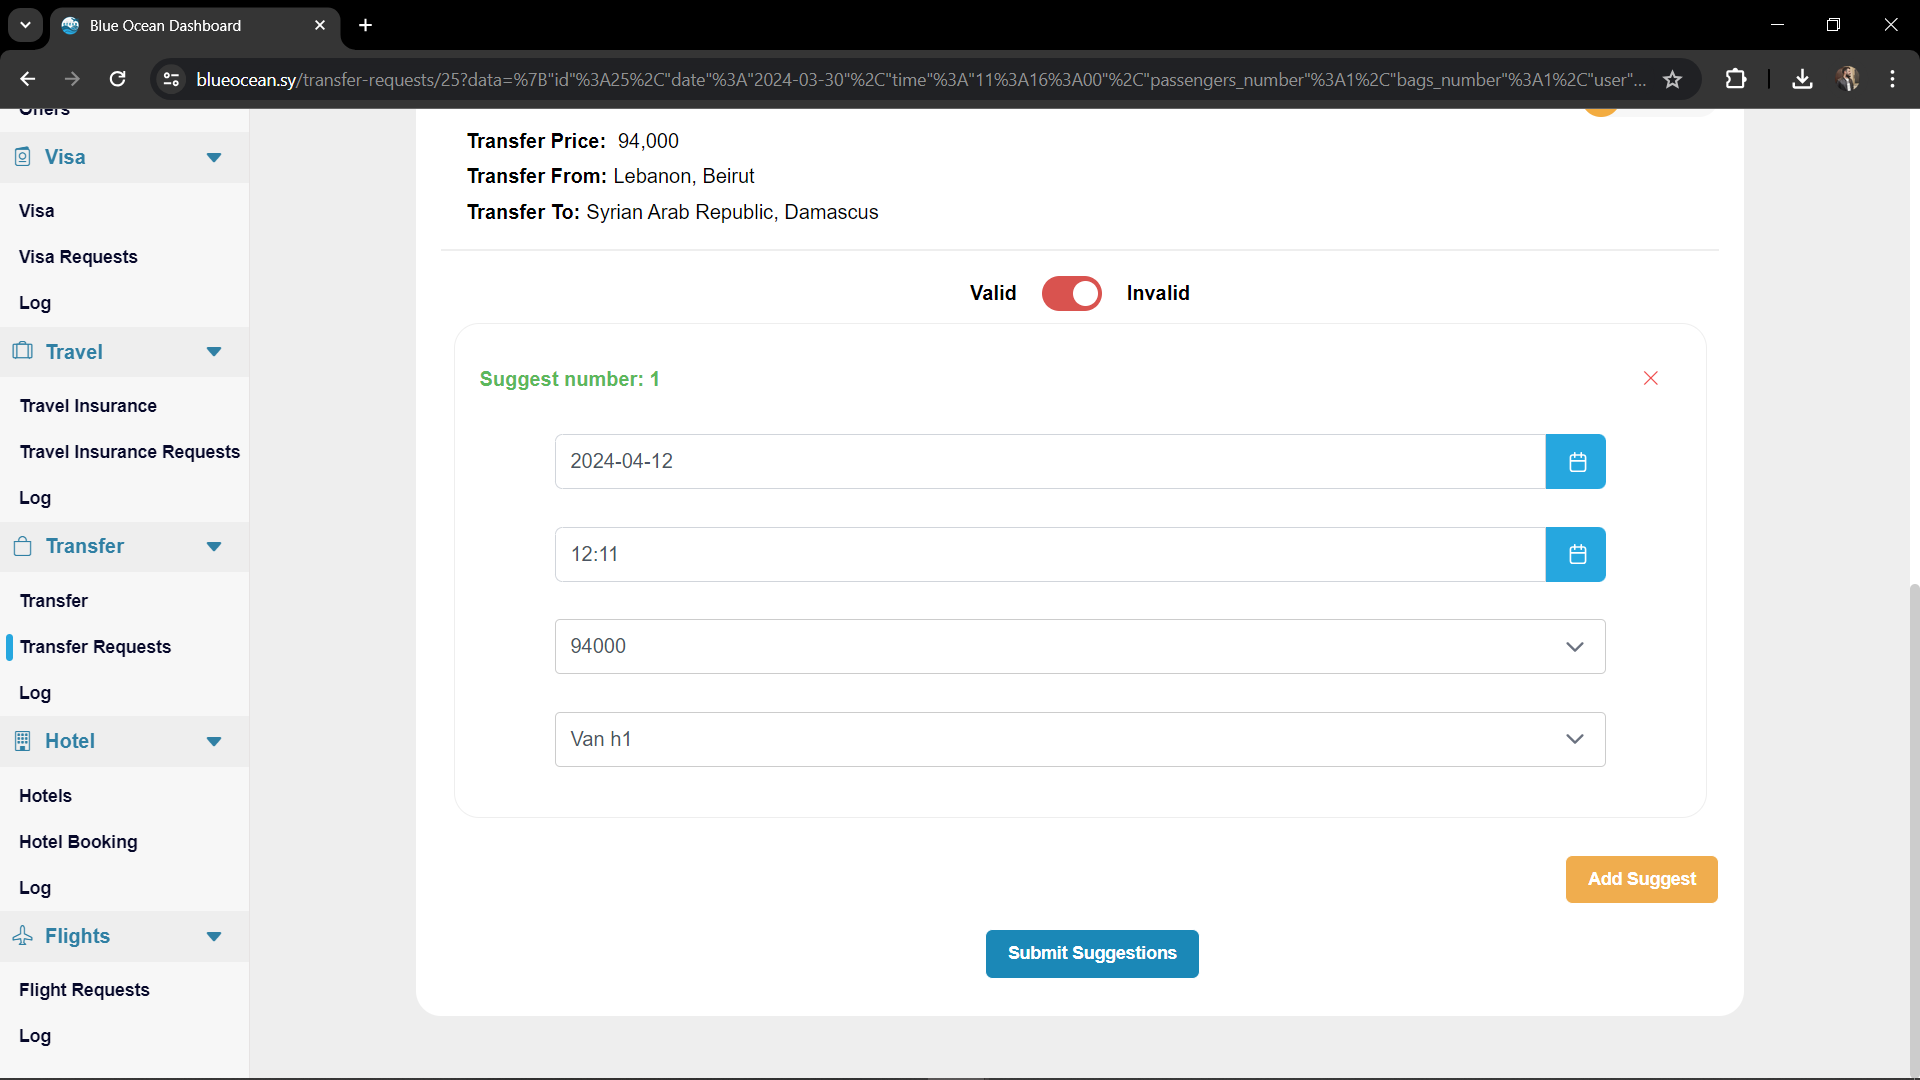 Blue Ocean Dashboard
blueocean.sy/transfer-requests/25?data=%7B"id"%3A25%2C"date"%3A"2024-03-30"%2C"time"%3A"11%3A16%3A00"%2C"passengers_number"%3A1%2C"bags_number"%3A1%2C"user"...
Offers
Visa
Visa
Visa Requests
Log
Travel
Travel Insurance
Travel Insurance Requests
Log
Transfer
Transfer
Transfer Requests
Log
Hotel
Hotels
Hotel Booking
Log
Flights
Flight Requests
Log
Transfer Price: 94,000
Transfer From: Lebanon, Beirut
Transfer To: Syrian Arab Republic, Damascus
Valid Invalid
Suggest number: 1
2024-04-12
12:11
94000
Van h1
Add Suggest
Submit Suggestions